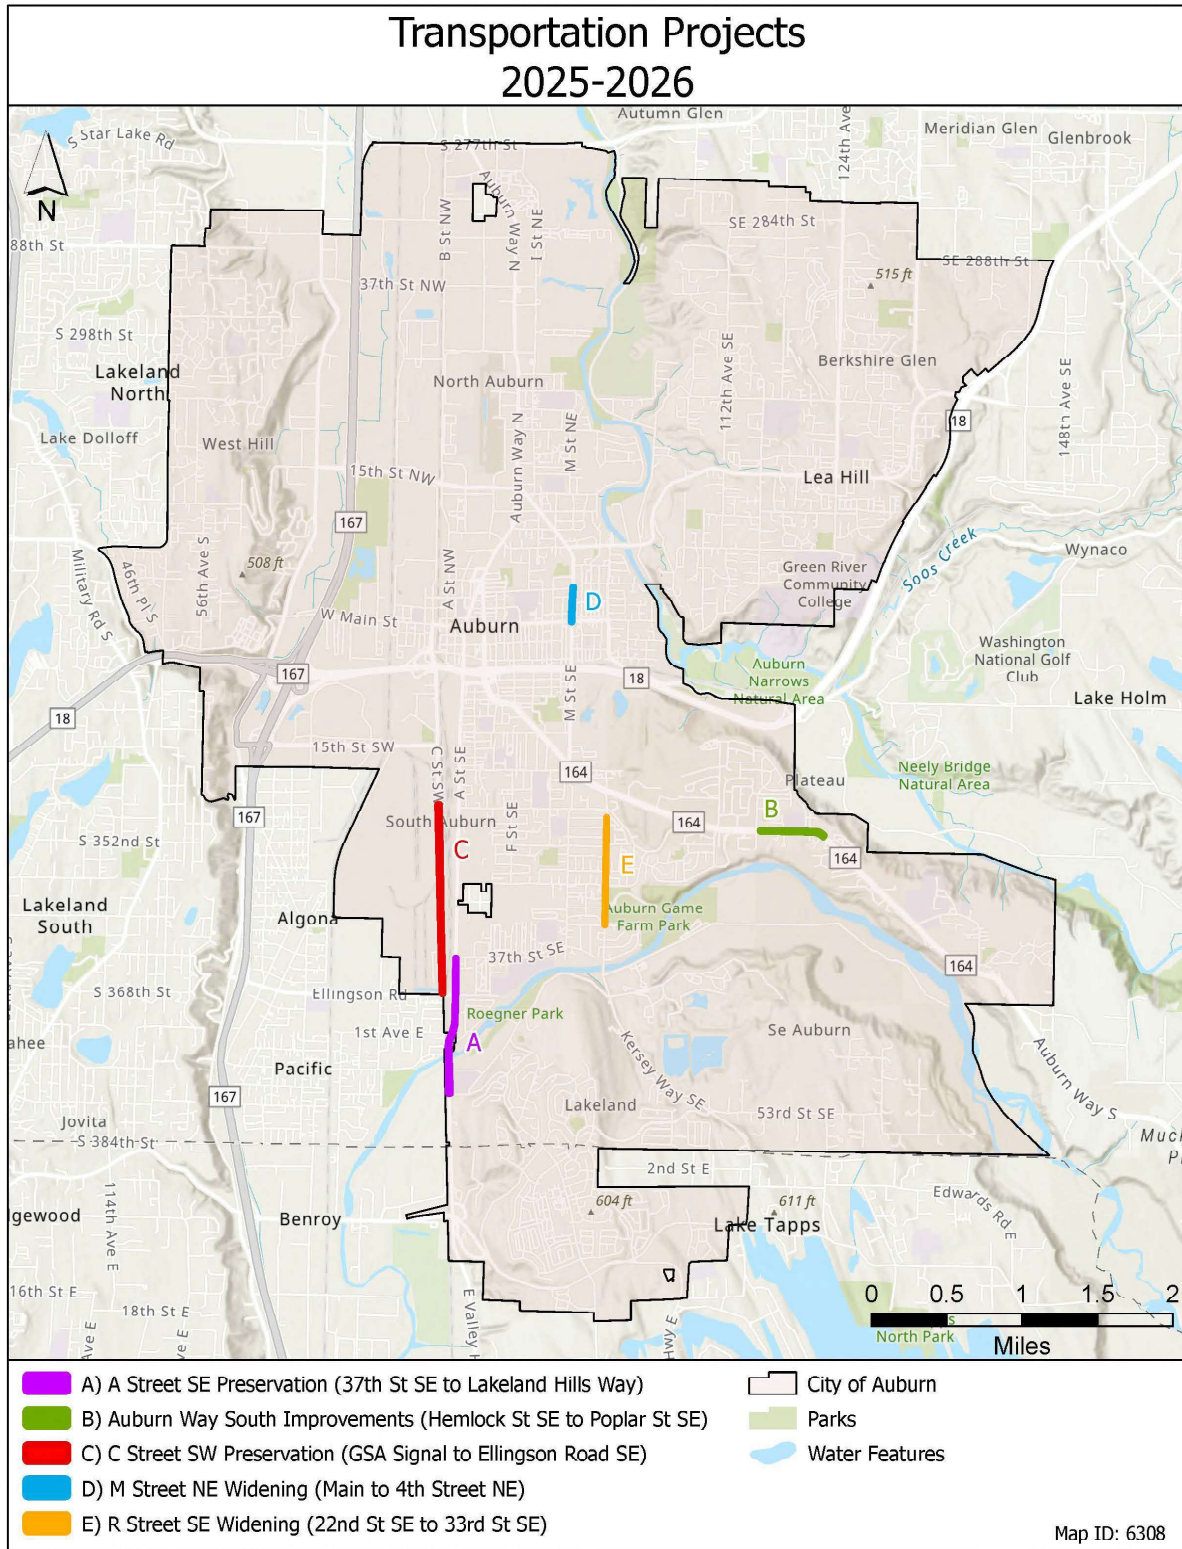 Transportation Projects
2025-2026
Autumn Glen
Meridian Glen
Glenbrook
124th Ave
S Star Lake Rd
S 277th St
N
Auburn Way N
B St NW
I St NE
SE 284th St
88th St
SE 288th St
515 ft
37th St NW
S 298th St
Berkshire Glen
Lakeland
North
North Auburn
112th Ave SE
148th Ave SE
18
Lake Dolloff
West Hill
M St NE
Auburn Way N
15th St NW
Lea Hill
167
Soos Creek
Wynaco
508 ft
Green River
Community
College
Military Rd S
46th Pl S
56th Ave S
A St NW
D
W Main St
Auburn
Washington
National Golf
Club
Auburn
Narrows
Natural Area
167
18
M St SE
Lake Holm
18
15th St SW
C St SW
A St SE
164
Neely Bridge
Natural Area
Plateau
B
167
S 352nd St
South Auburn
F St SE
164
C
E
164
Lakeland
South
Algona
Auburn Game
Farm Park
37th St SE
164
S 368th St
Ellingson Rd
Roegner Park
1st Ave E
Se Auburn
ahee
A
Kersey Way SE
Auburn Way S
Pacific
167
Lakeland
53rd St SE
Jovita
S 384th St
Muc
P
2nd St E
114th Ave E
dgewood
Benroy
604 ft
611 ft
Edwards Rd E
Lake Tapps
16th St E
18th St E
E Valley H
Hwy E
Ave E
ve E
0 0.5 1 1.5 2
Miles
North Park
A) A Street SE Preservation (37th St SE to Lakeland Hills Way)
B) Auburn Way South Improvements (Hemlock St SE to Poplar St SE)
C) C Street SW Preservation (GSA Signal to Ellingson Road SE)
D) M Street NE Widening (Main to 4th Street NE)
E) R Street SE Widening (22nd St SE to 33rd St SE)
City of Auburn
Parks
Water Features
Map ID: 6308